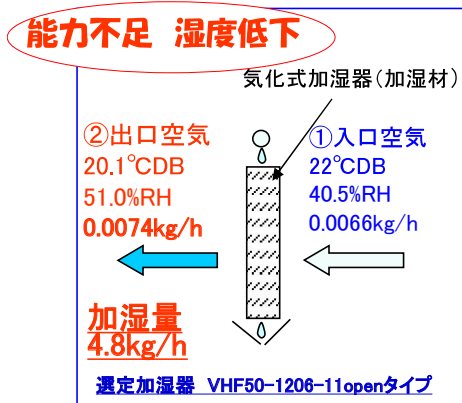 能力不足 湿度低下
気化式加湿器(加湿材)
②出口空気
20.1℃DB
51.0%RH
0.0074kg/h
①入口空気
22℃DB
40.5%RH
0.0066kg/h
加湿量
4.8kg/h
選定加湿器 VHF50-1206-11openタイプ